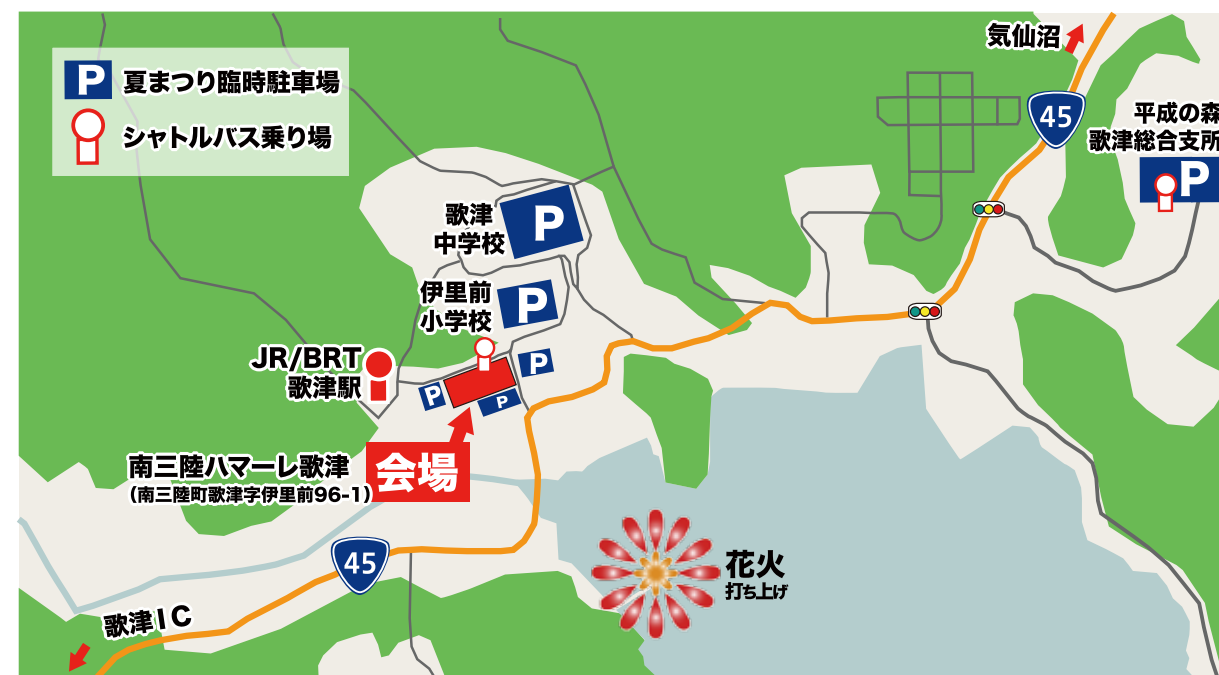 P 夏まつり臨時駐車場
シャトルバス乗り場
気仙沼
45
平成の森
歌津総合支所
P
歌津
中学校
P
伊里前
小学校
P
JR/BRT
歌津駅
P
P
P
南三陸ハマーレ歌津
(南三陸町歌津字伊里前96-1)
会場
45
花火
打ち上げ
歌津IC